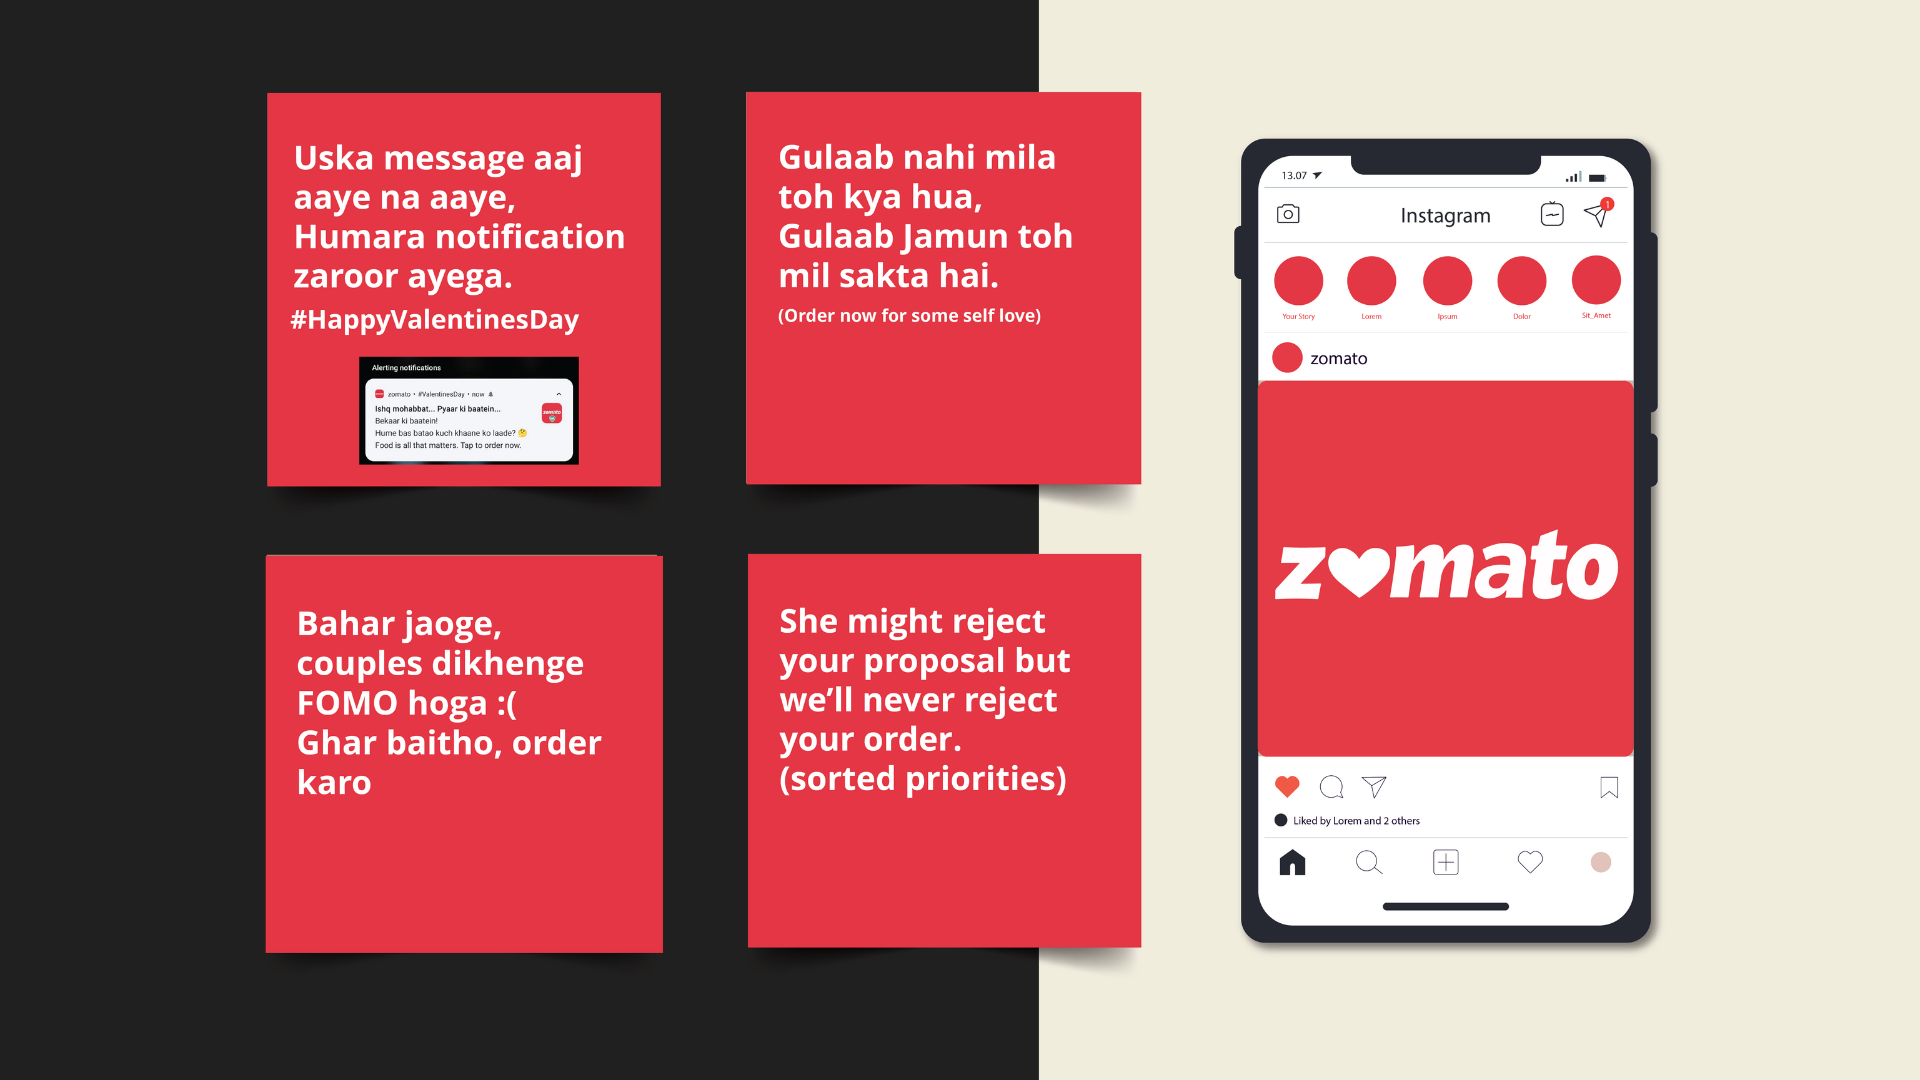 Uska message aaj
aaye na aaye,
Humara notification
zaroor ayega.
#HappyValentinesDay
Alerting notifications
zomato • #ValentinesDay • now
Ishq mohabbat... Pyaar ki baatein...
Bekaar ki baatein!
Hume bas batao kuch khaane ko laade? 🤔
Food is all that matters. Tap to order now.
zomato
Gulaab nahi mila
toh kya hua,
Gulaab Jamun toh
mil sakta hai.
(Order now for some self love)
Bahar jaoge,
couples dikhenge
FOMO hoga :(
Ghar baitho, order
karo
She might reject
your proposal but
we’ll never reject
your order.
(sorted priorities)
13.07
Instagram
1
Your Story Lorem Ipsum Dolor Sit_Amet
zomato
z♥mato
Liked by Lorem and 2 others